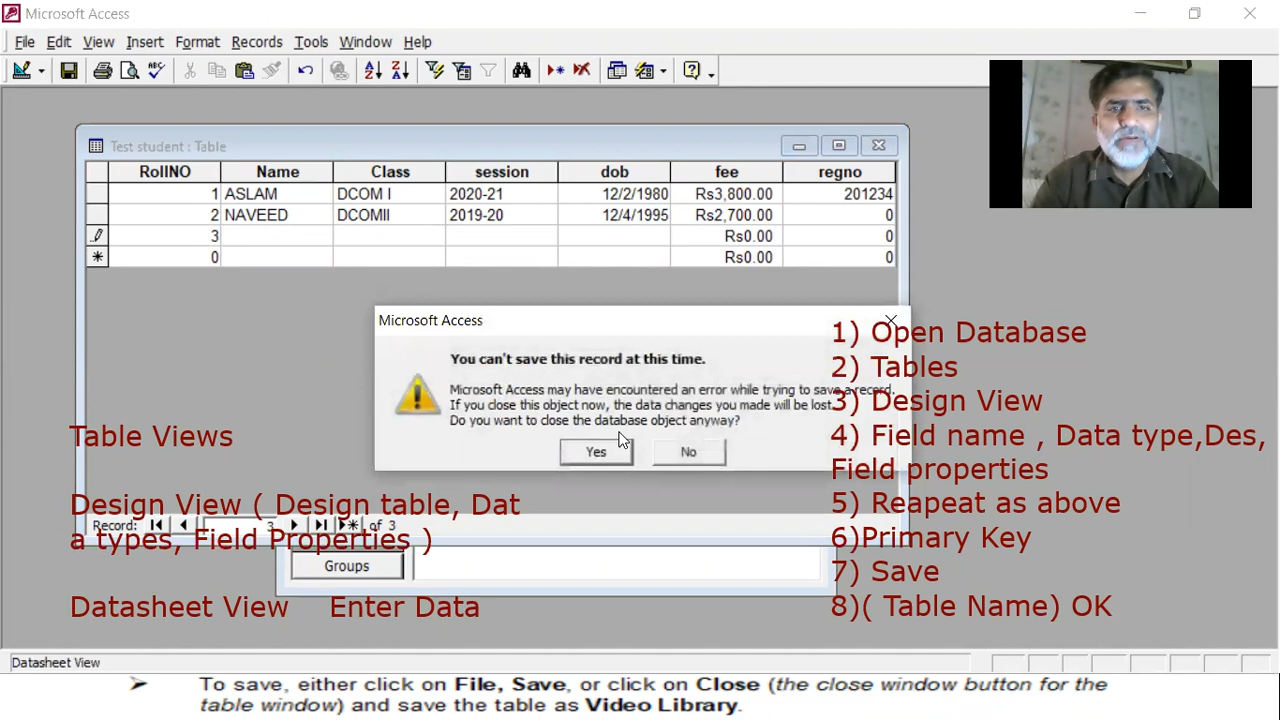 Microsoft Access
File Edit View Insert Format Records Tools Window Help
Test student : Table
RollNO Name Class session dob fee regno
1 ASLAM DCOM I 2020-21 12/2/1980 Rs3,800.00 201234
2 NAVEED DCOMII 2019-20 12/4/1995 Rs2,700.00 0
3 Rs0.00 0
0 Rs0.00 0
Microsoft Access
You can't save this record at this time.
Microsoft Access may have encountered an error while trying to save a record.
If you close this object now, the data changes you made will be lost.
Do you want to close the database object anyway?
Yes No
Record: 3 of 3
Groups
Table Views
Design View ( Design table, Dat
a types, Field Properties )
Datasheet View Enter Data
1) Open Database
2) Tables
3) Design View
4) Field name , Data type,Des,
Field properties
5) Reapeat as above
6)Primary Key
7) Save
8)( Table Name) OK
Datasheet View
To save, either click on File, Save, or click on Close (the close window button for the
table window) and save the table as Video Library.